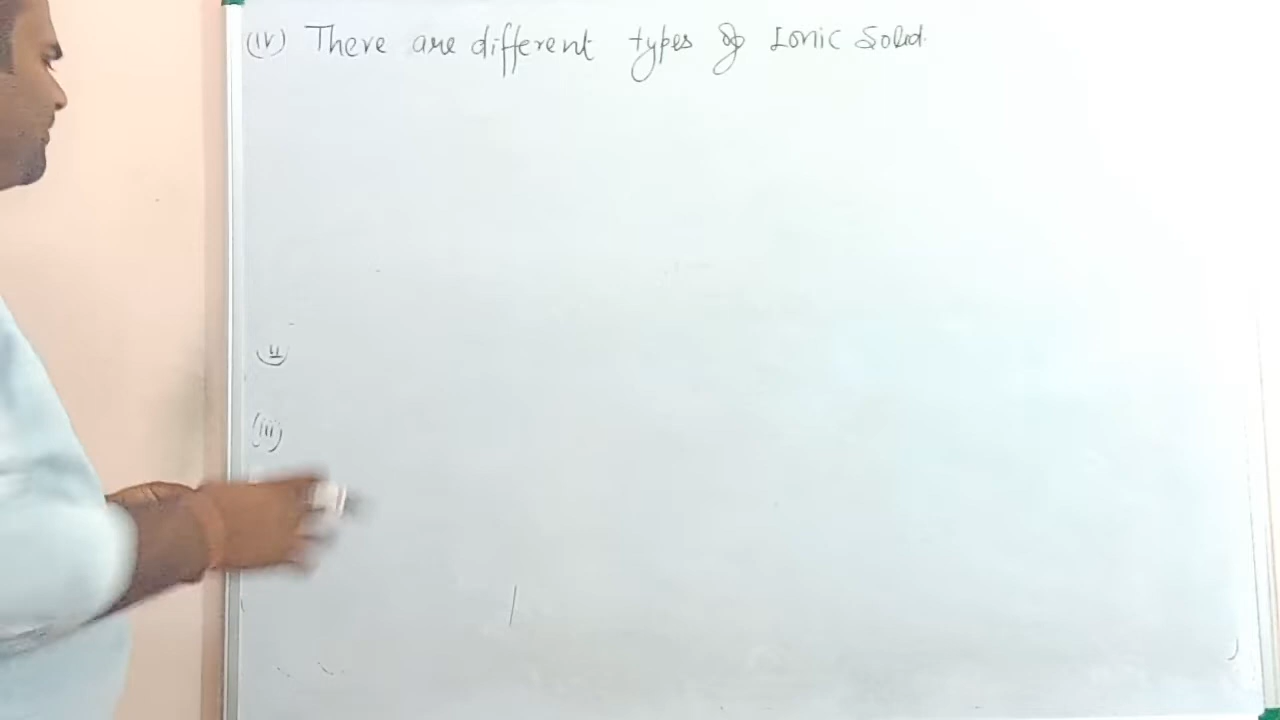 (IV) There are different types of Ionic Solid.
(ii)
(iii)